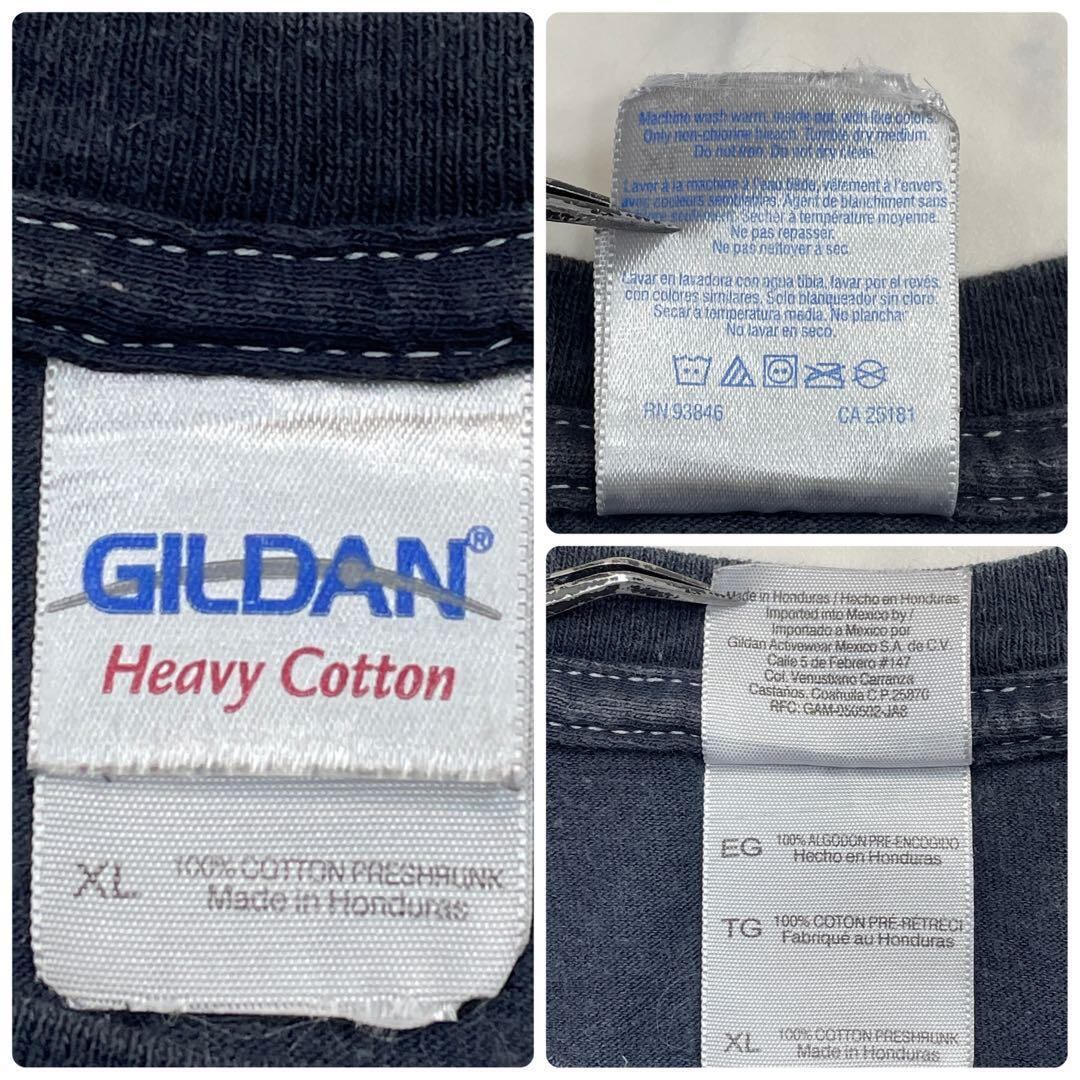 GILDAN®
Heavy Cotton
XL 100% COTTON PRESHRUNK
Made in Honduras
Machine wash warm, inside out, with like colors.
Only non-chlorine bleach. Tumble dry medium.
Do not iron. Do not dry clean.
Laver à la machine à l'eau tiède, vêtement à l'envers,
avec couleurs semblables. Agent de blanchiment sans
seulement. Sécher à température moyenne.
Ne pas repasser.
Ne pas nettoyer à sec.
Lavar en lavadora con agua tibia, lavar por el revés,
con colores similares. Solo blanqueador sin cloro.
Secar a temperatura media. No planchar
No lavar en seco.
RN 93846 CA 25181
Made in Honduras / Hecho en Honduras
Imported into Mexico by /
Importado a Mexico por
Gildan Activewear Mexico S.A. de C.V.
Calle 5 de Febrero #147
Col. Venustiano Carranza
Castaños, Coahuila C.P. 25870
RFC: GAM-050502-JA8
EG 100% ALGODON PRE-ENCOGIDO
Hecho en Honduras
TG 100% COTON PRÉ-RÉTRÉCI
Fabriqué au Honduras
XL 100% COTTON PRESHRUNK
Made in Honduras